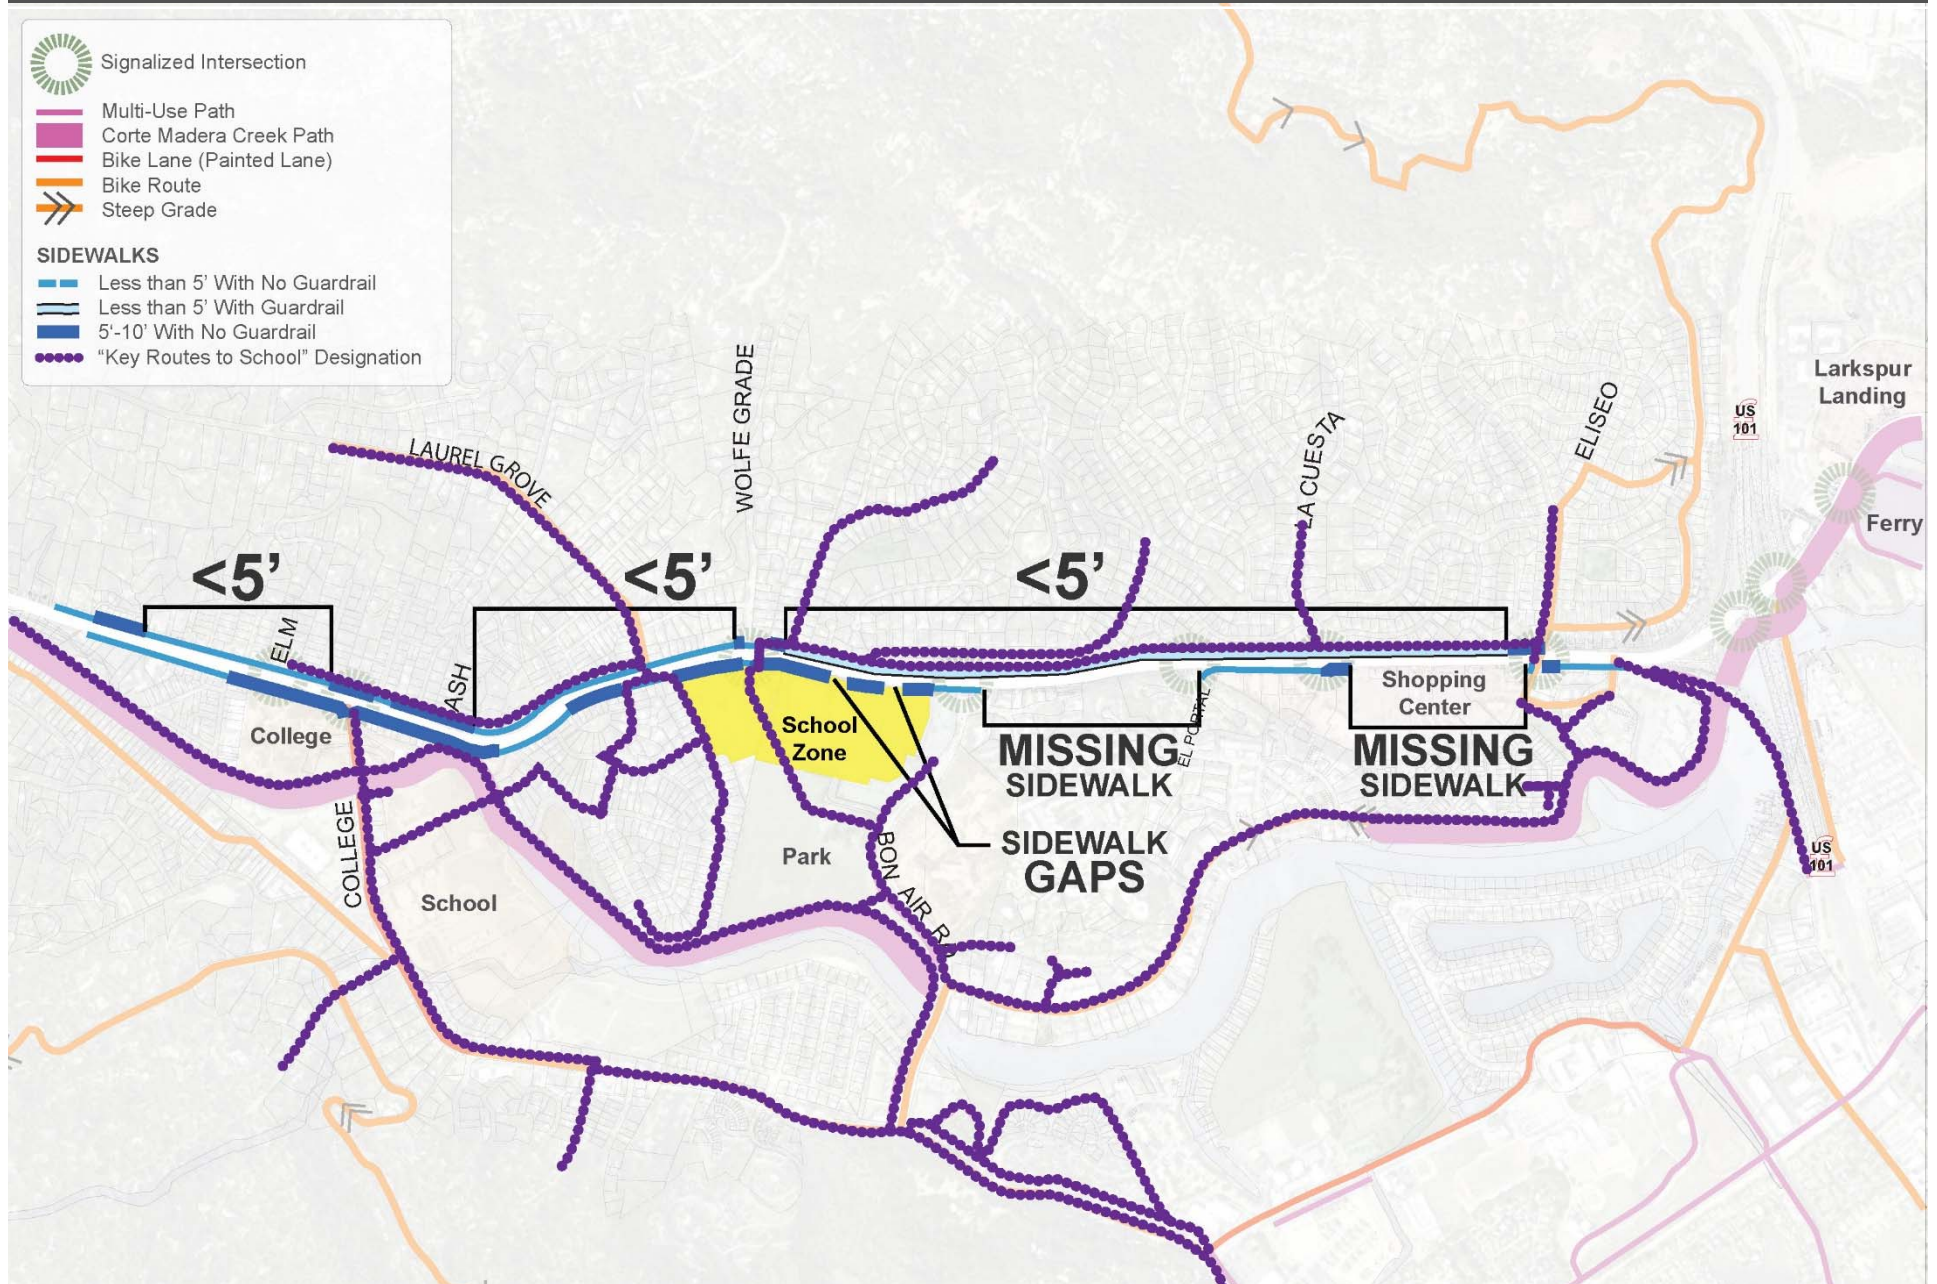 Signalized Intersection
Multi-Use Path
Corte Madera Creek Path
Bike Lane (Painted Lane)
Bike Route
Steep Grade
SIDEWALKS
Less than 5’ With No Guardrail
Less than 5’ With Guardrail
5‘-10’ With No Guardrail
“Key Routes to School” Designation
WOLFE GRADE
Larkspur
Landing
US
101
ELISEO
LA CUESTA
LAUREL GROVE
Ferry
<5’
<5’
<5’
ELM
ASH
College
School
Zone
EL PORTAL
Shopping
Center
MISSING
SIDEWALK
MISSING
SIDEWALK
COLLEGE
Park
BON AIR RD
SIDEWALK
GAPS
US
101
School